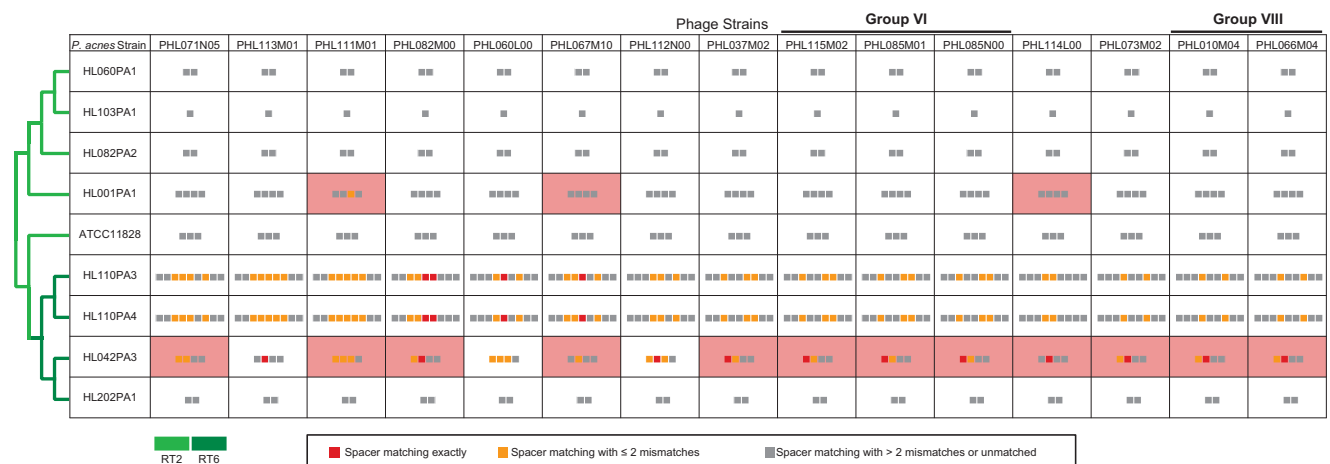 Phage Strains Group VI Group VIII
P. acnes Strain PHL071N05 PHL113M01 PHL111M01 PHL082M00 PHL060L00 PHL067M10 PHL112N00 PHL037M02 PHL115M02 PHL085M01 PHL085N00 PHL114L00 PHL073M02 PHL010M04 PHL066M04
HL060PA1
HL103PA1
HL082PA2
HL001PA1
ATCC11828
HL110PA3
HL110PA4
HL042PA3
HL202PA1
RT2 RT6
Spacer matching exactly Spacer matching with ≤ 2 mismatches Spacer matching with > 2 mismatches or unmatched